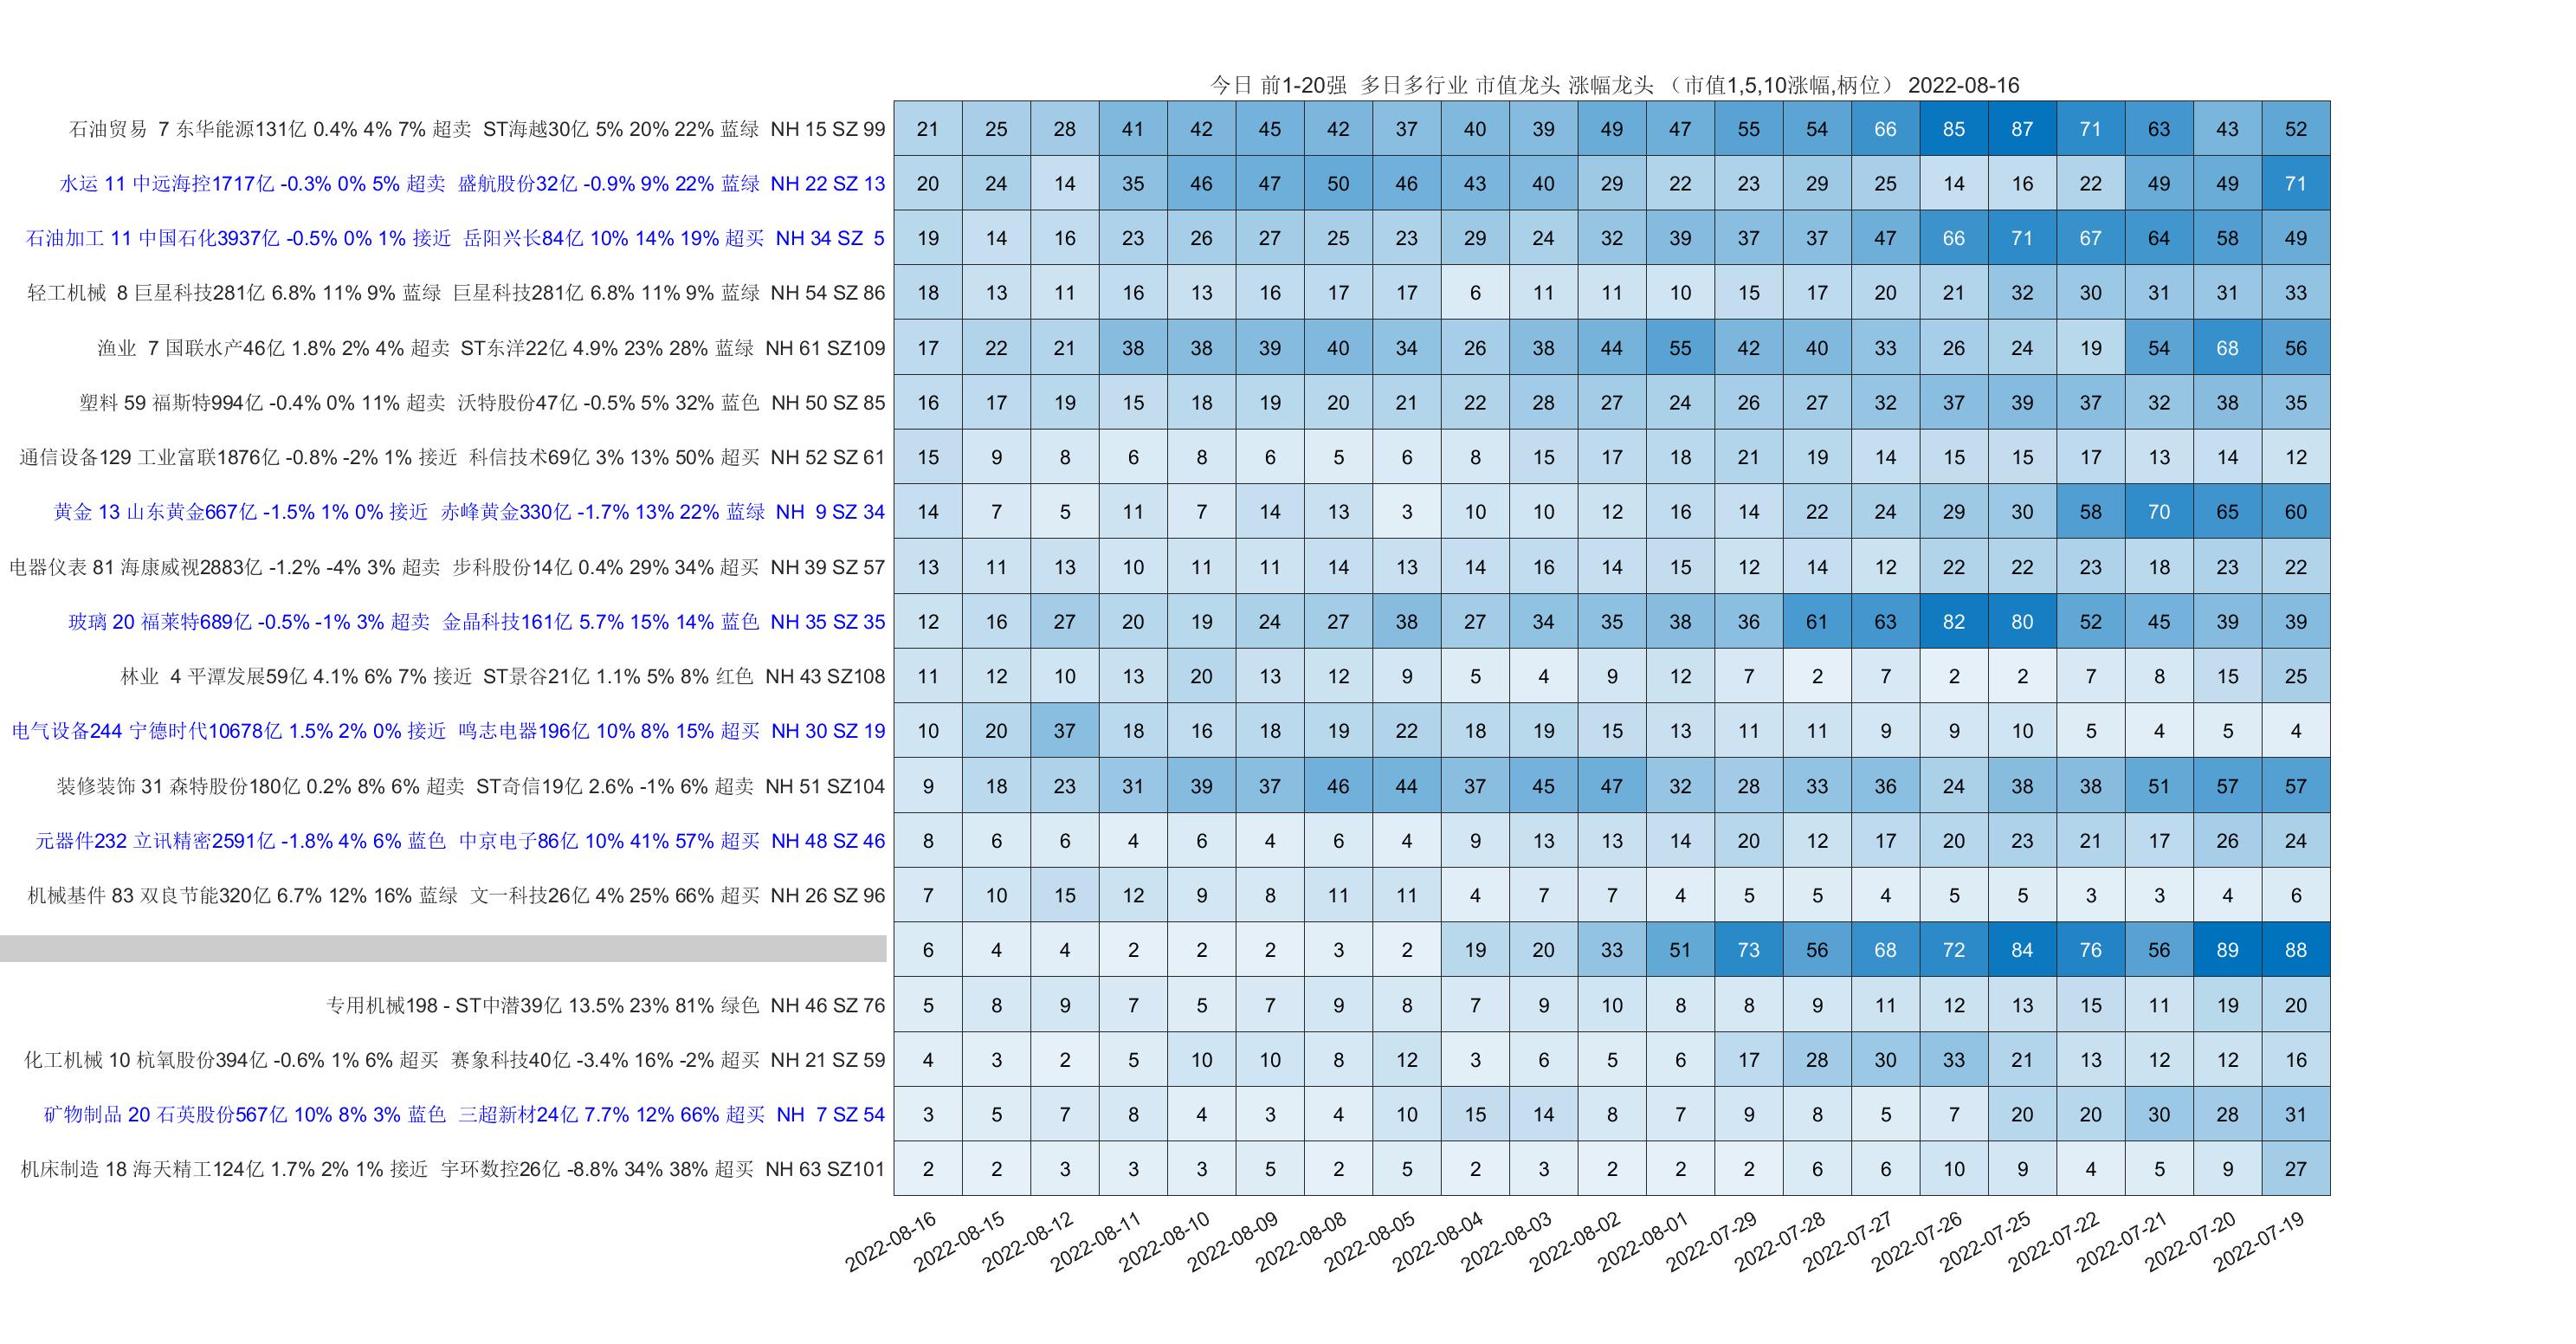 今日 前1-20强 多日多行业 市值龙头 涨幅龙头 （市值1,5,10涨幅,柄位） 2022-08-16
石油贸易 7 东华能源131亿 0.4% 4% 7% 超卖 ST海越30亿 5% 20% 22% 蓝绿 NH 15 SZ 99 21 25 28 41 42 45 42 37 40 39 49 47 55 54 66 85 87 71 63 43 52
水运 11 中远海控1717亿 -0.3% 0% 5% 超卖 盛航股份32亿 -0.9% 9% 22% 蓝绿 NH 22 SZ 13 20 24 14 35 46 47 50 46 43 40 29 22 23 29 25 14 16 22 49 49 71
石油加工 11 中国石化3937亿 -0.5% 0% 1% 接近 岳阳兴长84亿 10% 14% 19% 超买 NH 34 SZ 5 19 14 16 23 26 27 25 23 29 24 32 39 37 37 47 66 71 67 64 58 49
轻工机械 8 巨星科技281亿 6.8% 11% 9% 蓝绿 巨星科技281亿 6.8% 11% 9% 蓝绿 NH 54 SZ 86 18 13 11 16 13 16 17 17 6 11 11 10 15 17 20 21 32 30 31 31 33
渔业 7 国联水产46亿 1.8% 2% 4% 超卖 ST东洋22亿 4.9% 23% 28% 蓝绿 NH 61 SZ109 17 22 21 38 38 39 40 34 26 38 44 55 42 40 33 26 24 19 54 68 56
塑料 59 福斯特994亿 -0.4% 0% 11% 超卖 沃特股份47亿 -0.5% 5% 32% 蓝色 NH 50 SZ 85 16 17 19 15 18 19 20 21 22 28 27 24 26 27 32 37 39 37 32 38 35
通信设备129 工业富联1876亿 -0.8% -2% 1% 接近 科信技术69亿 3% 13% 50% 超买 NH 52 SZ 61 15 9 8 6 8 6 5 6 8 15 17 18 21 19 14 15 15 17 13 14 12
黄金 13 山东黄金667亿 -1.5% 1% 0% 接近 赤峰黄金330亿 -1.7% 13% 22% 蓝绿 NH 9 SZ 34 14 7 5 11 7 14 13 3 10 10 12 16 14 22 24 29 30 58 70 65 60
电器仪表 81 海康威视2883亿 -1.2% -4% 3% 超卖 步科股份14亿 0.4% 29% 34% 超买 NH 39 SZ 57 13 11 13 10 11 11 14 13 14 16 14 15 12 14 12 22 22 23 18 23 22
玻璃 20 福莱特689亿 -0.5% -1% 3% 超卖 金晶科技161亿 5.7% 15% 14% 蓝色 NH 35 SZ 35 12 16 27 20 19 24 27 38 27 34 35 38 36 61 63 82 80 52 45 39 39
林业 4 平潭发展59亿 4.1% 6% 7% 接近 ST景谷21亿 1.1% 5% 8% 红色 NH 43 SZ108 11 12 10 13 20 13 12 9 5 4 9 12 7 2 7 2 2 7 8 15 25
电气设备244 宁德时代10678亿 1.5% 2% 0% 接近 鸣志电器196亿 10% 8% 15% 超买 NH 30 SZ 19 10 20 37 18 16 18 19 22 18 19 15 13 11 11 9 9 10 5 4 5 4
装修装饰 31 森特股份180亿 0.2% 8% 6% 超卖 ST奇信19亿 2.6% -1% 6% 超卖 NH 51 SZ104 9 18 23 31 39 37 46 44 37 45 47 32 28 33 36 24 38 38 51 57 57
元器件232 立讯精密2591亿 -1.8% 4% 6% 蓝色 中京电子86亿 10% 41% 57% 超买 NH 48 SZ 46 8 6 6 4 6 4 6 4 9 13 13 14 20 12 17 20 23 21 17 26 24
机械基件 83 双良节能320亿 6.7% 12% 16% 蓝绿 文一科技26亿 4% 25% 66% 超买 NH 26 SZ 96 7 10 15 12 9 8 11 11 4 7 7 4 5 5 4 5 5 3 3 4 6
6 4 4 2 2 2 3 2 19 20 33 51 73 56 68 72 84 76 56 89 88
专用机械198 - ST中潜39亿 13.5% 23% 81% 绿色 NH 46 SZ 76 5 8 9 7 5 7 9 8 7 9 10 8 8 9 11 12 13 15 11 19 20
化工机械 10 杭氧股份394亿 -0.6% 1% 6% 超买 赛象科技40亿 -3.4% 16% -2% 超买 NH 21 SZ 59 4 3 2 5 10 10 8 12 3 6 5 6 17 28 30 33 21 13 12 12 16
矿物制品 20 石英股份567亿 10% 8% 3% 蓝色 三超新材24亿 7.7% 12% 66% 超买 NH 7 SZ 54 3 5 7 8 4 3 4 10 15 14 8 7 9 8 5 7 20 20 30 28 31
机床制造 18 海天精工124亿 1.7% 2% 1% 接近 宇环数控26亿 -8.8% 34% 38% 超买 NH 63 SZ101 2 2 3 3 3 5 2 5 2 3 2 2 2 6 6 10 9 4 5 9 27
2022-08-16 2022-08-15 2022-08-12 2022-08-11 2022-08-10 2022-08-09 2022-08-08 2022-08-05 2022-08-04 2022-08-03 2022-08-02 2022-08-01 2022-07-29 2022-07-28 2022-07-27 2022-07-26 2022-07-25 2022-07-22 2022-07-21 2022-07-20 2022-07-19